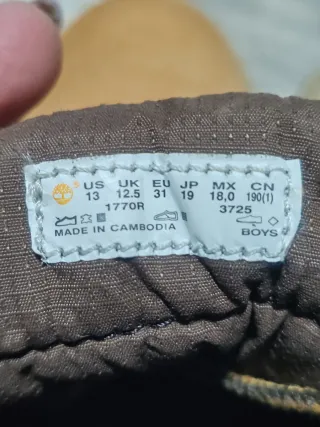 US UK EU JP MX CN
13 12.5 31 19 18,0 190(1)
1770R 3725
MADE IN CAMBODIA BOYS